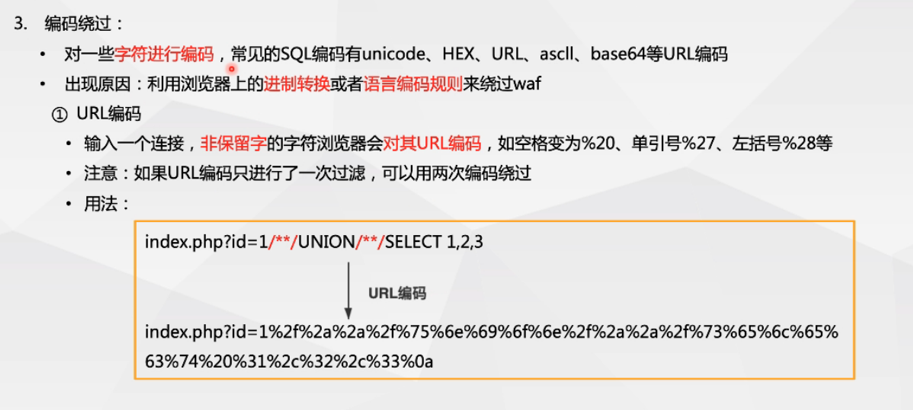 3. 编码绕过：
• 对一些字符进行编码，常见的SQL编码有unicode、HEX、URL、ascll、base64等URL编码
• 出现原因：利用浏览器上的进制转换或者语言编码规则来绕过waf
① URL编码
• 输入一个连接，非保留字的字符浏览器会对其URL编码，如空格变为%20、单引号%27、左括号%28等
• 注意：如果URL编码只进行了一次过滤，可以用两次编码绕过
• 用法：
index.php?id=1/**/UNION/**/SELECT 1,2,3
URL编码
index.php?id=1%2f%2a%2a%2f%75%6e%69%6f%6e%2f%2a%2a%2f%73%65%6c%65%
63%74%20%31%2c%32%2c%33%0a